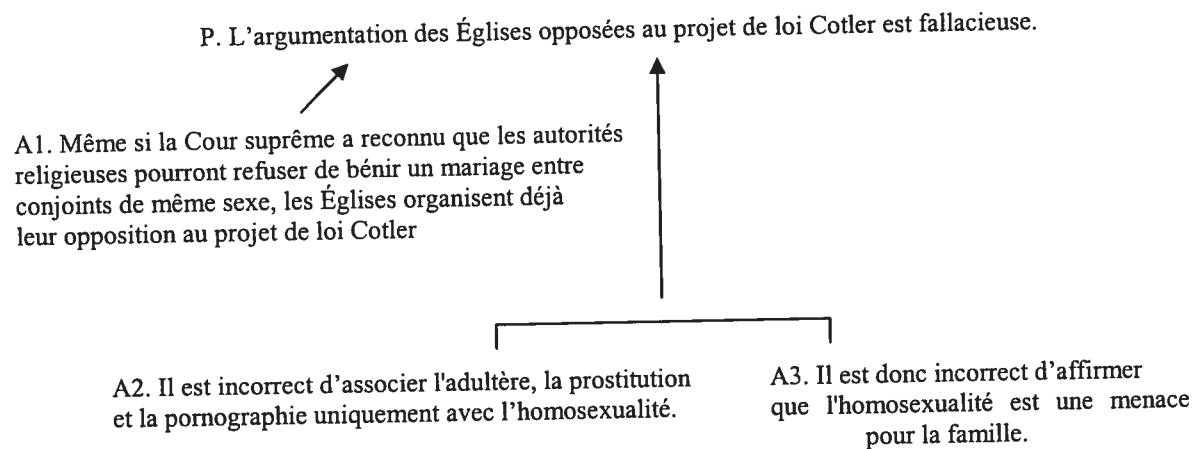 P. L'argumentation des Églises opposées au projet de loi Cotler est fallacieuse.
A1. Même si la Cour suprême a reconnu que les autorités
religieuses pourront refuser de bénir un mariage entre
conjoints de même sexe, les Églises organisent déjà
leur opposition au projet de loi Cotler
A2. Il est incorrect d'associer l'adultère, la prostitution
et la pornographie uniquement avec l'homosexualité.
A3. Il est donc incorrect d'affirmer
que l'homosexualité est une menace
pour la famille.